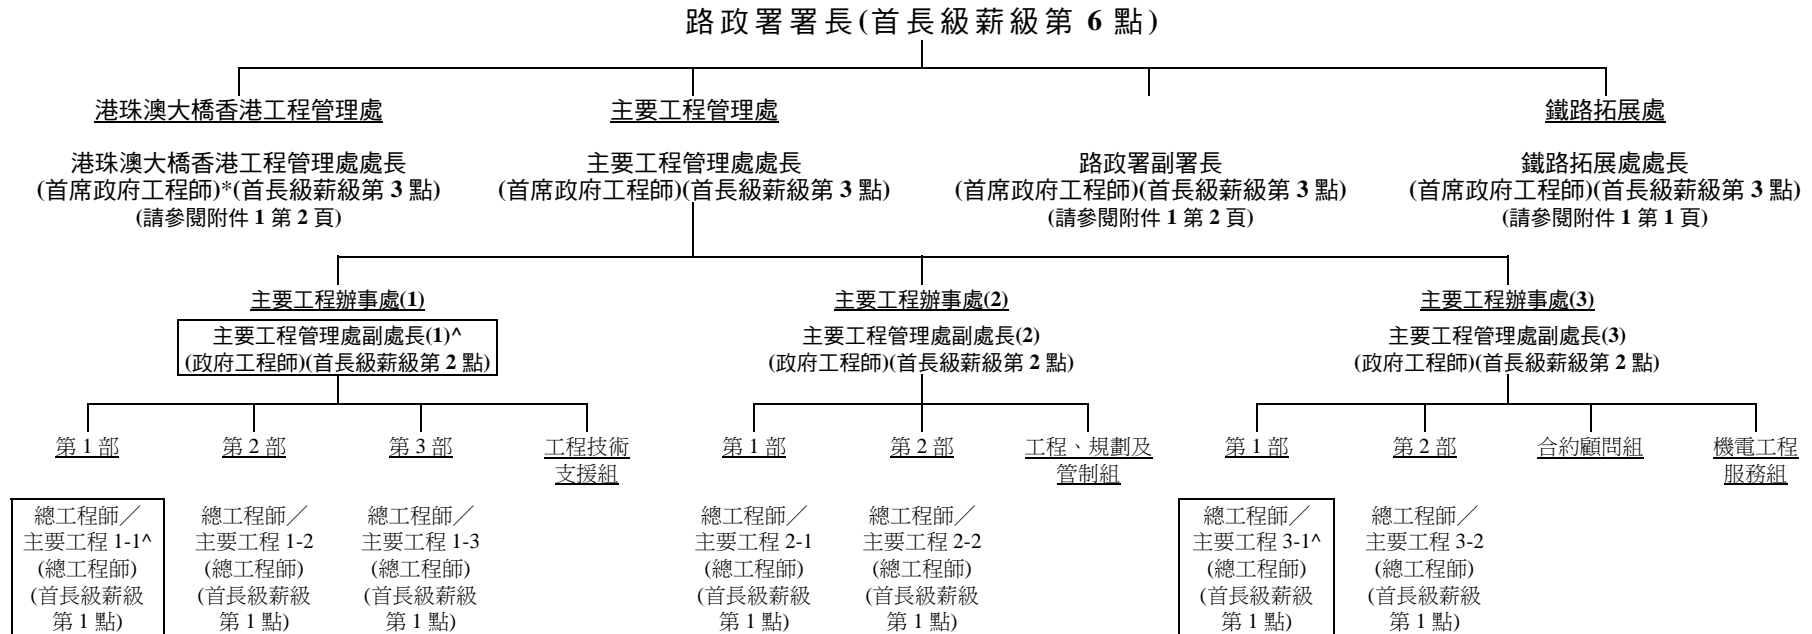 路政署署長(首長級薪級第 6 點)
港珠澳大橋香港工程管理處
主要工程管理處
鐵路拓展處
港珠澳大橋香港工程管理處處長
(首席政府工程師)*(首長級薪級第 3 點)
(請參閱附件 1 第 2 頁)
主要工程管理處處長
(首席政府工程師)(首長級薪級第 3 點)
路政署副署長
(首席政府工程師)(首長級薪級第 3 點)
(請參閱附件 1 第 2 頁)
鐵路拓展處處長
(首席政府工程師)(首長級薪級第 3 點)
(請參閱附件 1 第 1 頁)
主要工程辦事處(1)
主要工程管理處副處長(1)^
(政府工程師)(首長級薪級第 2 點)
主要工程辦事處(2)
主要工程管理處副處長(2)
(政府工程師)(首長級薪級第 2 點)
主要工程辦事處(3)
主要工程管理處副處長(3)
(政府工程師)(首長級薪級第 2 點)
第 1 部
第 2 部
第 3 部
工程技術
支援組
第 1 部
第 2 部
工程、規劃及
管制組
第 1 部
第 2 部
合約顧問組
機電工程
服務組
總工程師／
主要工程 1-1^
(總工程師)
(首長級薪級
第 1 點)
總工程師／
主要工程 1-2
(總工程師)
(首長級薪級
第 1 點)
總工程師／
主要工程 1-3
(總工程師)
(首長級薪級
第 1 點)
總工程師／
主要工程 2-1
(總工程師)
(首長級薪級
第 1 點)
總工程師／
主要工程 2-2
(總工程師)
(首長級薪級
第 1 點)
總工程師／
主要工程 3-1^
(總工程師)
(首長級薪級
第 1 點)
總工程師／
主要工程 3-2
(總工程師)
(首長級薪級
第 1 點)